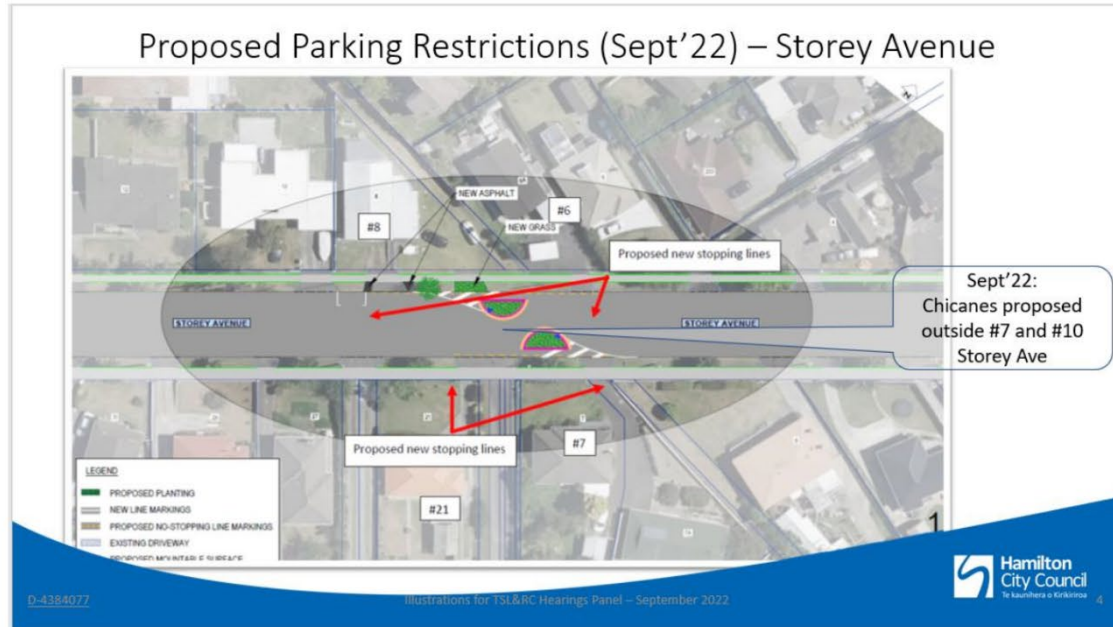 Proposed Parking Restrictions (Sept'22) – Storey Avenue
NEW ASPHALT
#6
#8
NEW GRASS
Proposed new stopping lines
Sept'22:
Chicanes proposed
outside #7 and #10
Storey Ave
STOREY AVENUE
STOREY AVENUE
Proposed new stopping lines
#7
#21
LEGEND
PROPOSED PLANTING
NEW LINE MARKINGS
PROPOSED NO-STOPPING LINE MARKINGS
EXISTING DRIVEWAY
PROPOSED MOUNTABLE SURFACE
1
Hamilton
City Council
Te kaunihera o Kirikiriroa
D-4384077
Illustrations for TSL&RC Hearings Panel – September 2022
4